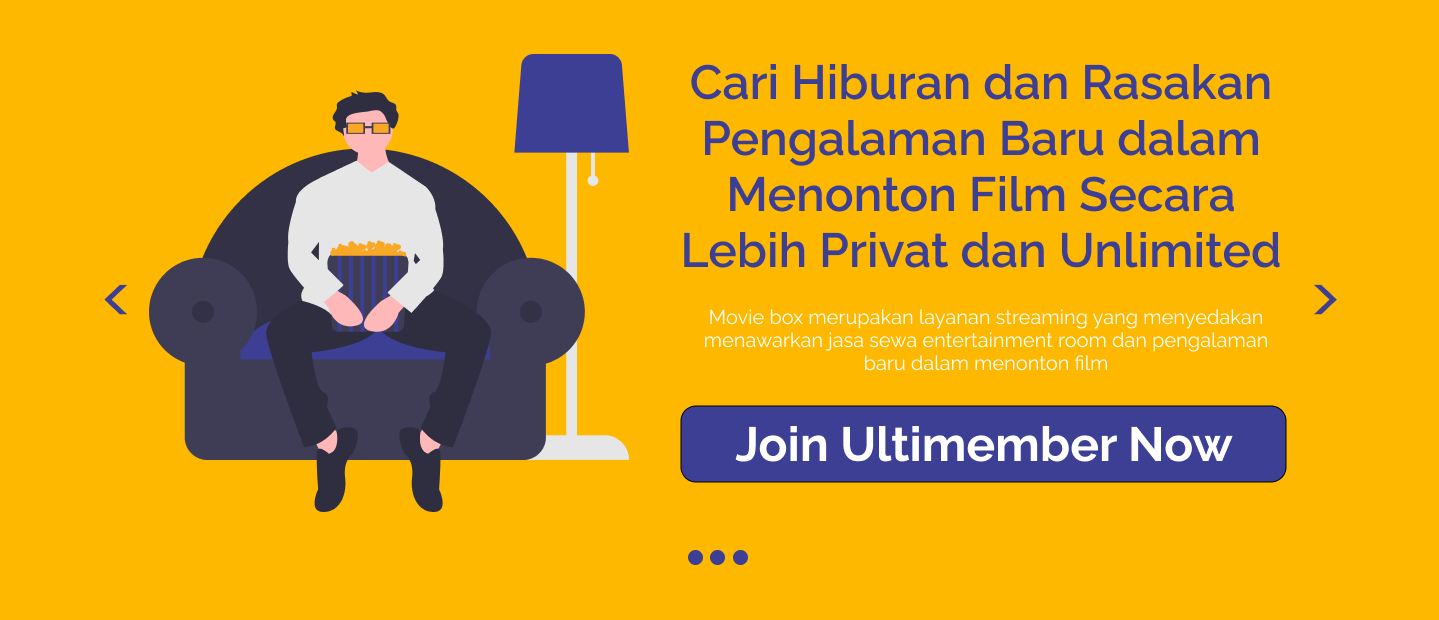 Cari Hiburan dan Rasakan
Pengalaman Baru dalam
Menonton Film Secara
Lebih Privat dan Unlimited
Movie box merupakan layanan streaming yang menyedakan
menawarkan jasa sewa entertainment room dan pengalaman
baru dalam menonton film
Join Ultimember Now